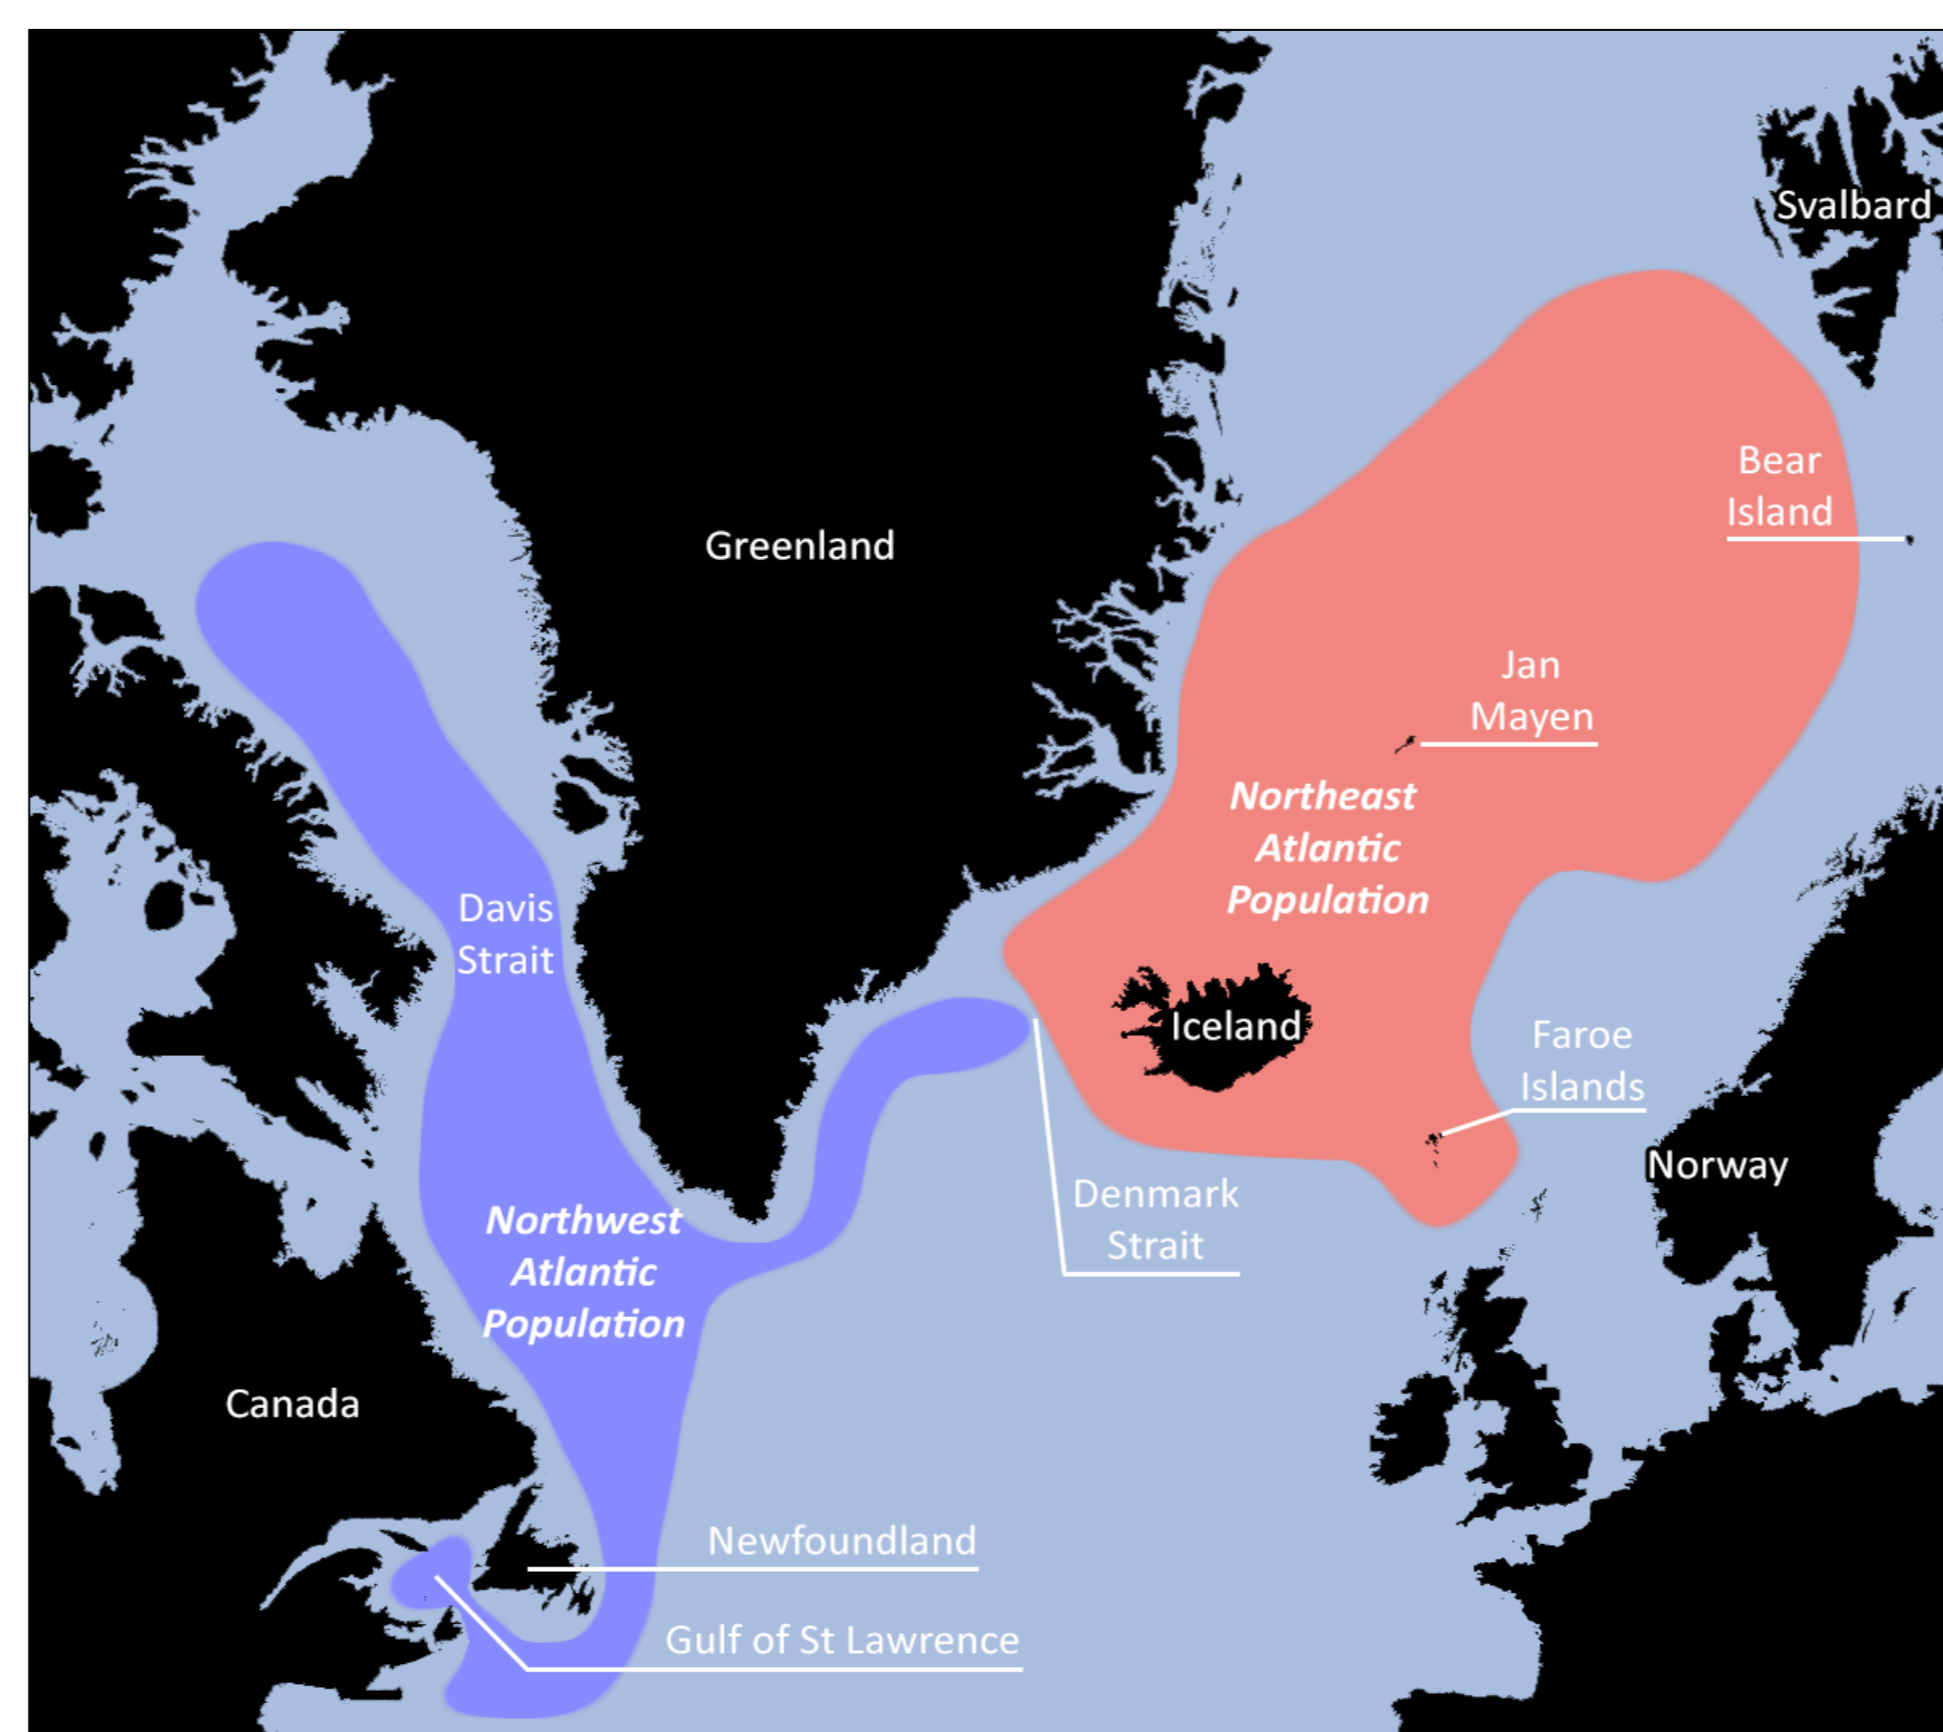 Svalbard
Bear
Island
Greenland
Jan
Mayen
Northeast
Atlantic
Population
Davis
Strait
Iceland
Faroe
Islands
Norway
Denmark
Strait
Northwest
Atlantic
Population
Canada
Newfoundland
Gulf of St Lawrence